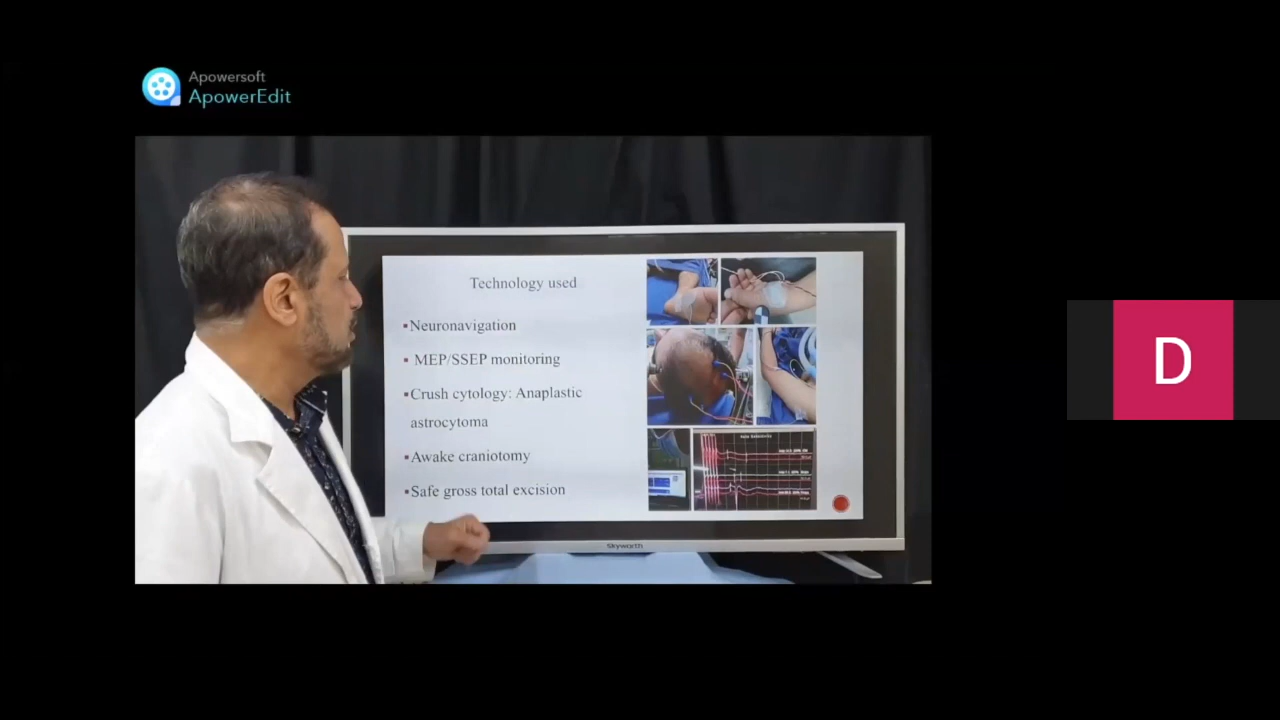 Apowersoft
ApowerEdit
Technology used
▪Neuronavigation
▪ MEP/SSEP monitoring
▪Crush cytology: Anaplastic
astrocytoma
▪Awake craniotomy
▪Safe gross total excision
Skyworth
D